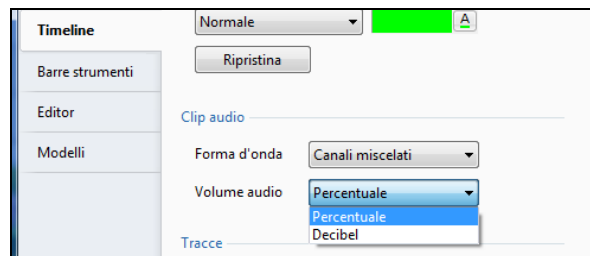 Timeline
Barre strumenti
Editor
Modelli
Normale
A
Ripristina
Clip audio
Forma d'onda Canali miscelati
Volume audio Percentuale
Percentuale
Decibel
Tracce